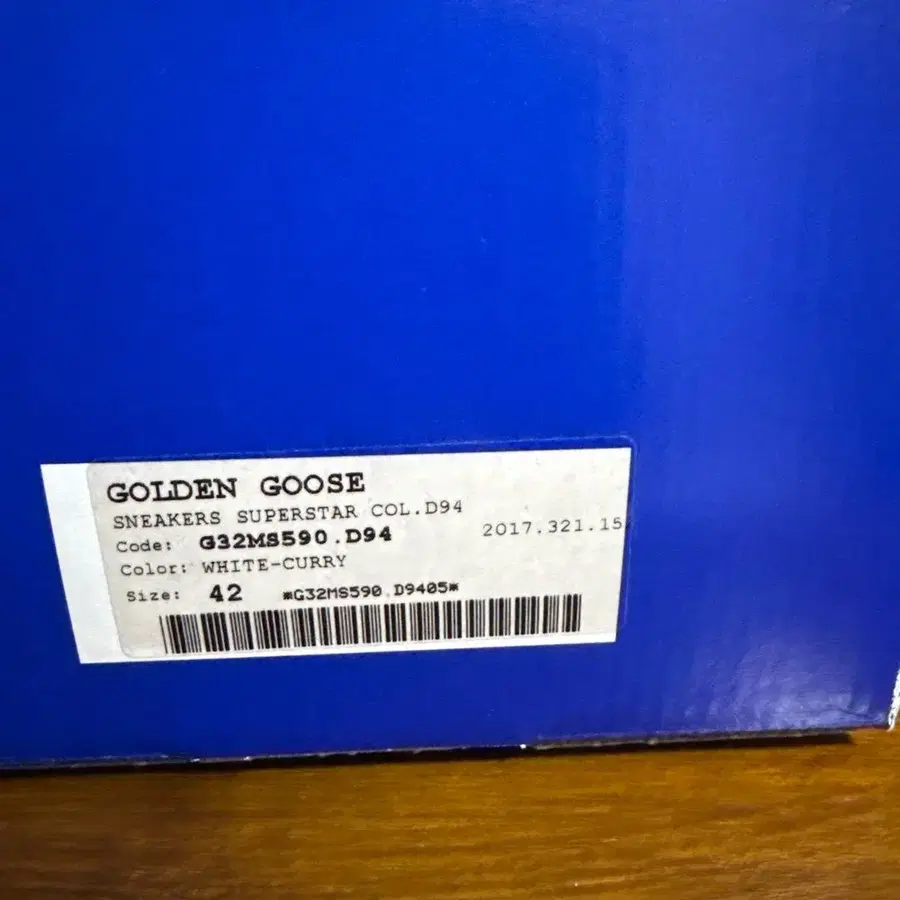 GOLDEN GOOSE
SNEAKERS SUPERSTAR COL.D94
Code: G32MS590.D94 2017.321.15
Color: WHITE-CURRY
Size: 42 *G32MS590.D9405*